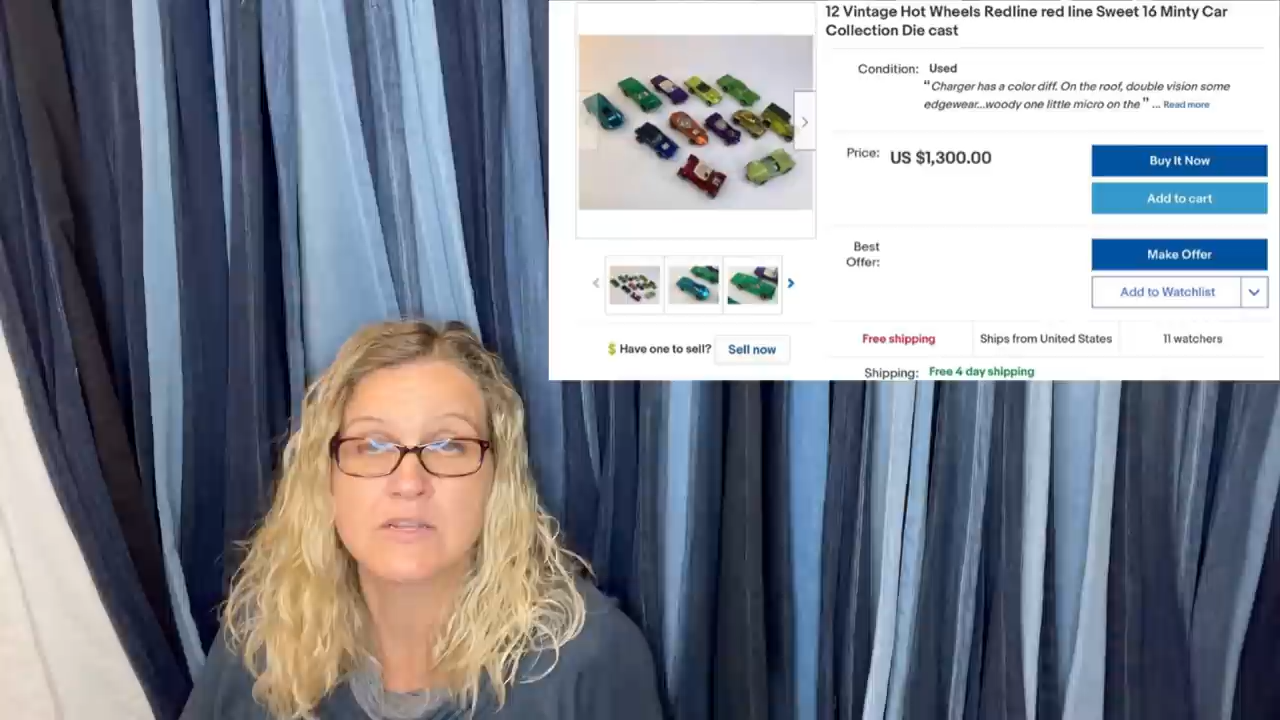 12 Vintage Hot Wheels Redline red line Sweet 16 Minty Car
Collection Die cast
Condition: Used
“Charger has a color diff. On the roof, double vision some
edgewear...woody one little micro on the” ... Read more
Price: US $1,300.00
Buy It Now
Add to cart
Best
Offer:
Make Offer
Add to Watchlist
$ Have one to sell? Sell now
Free shipping Ships from United States 11 watchers
Shipping: Free 4 day shipping